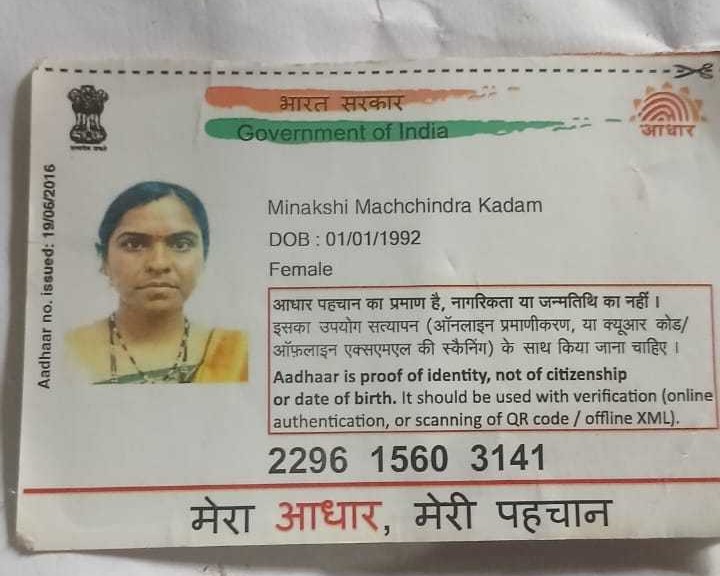 भारत सरकार
Government of India
आधार
Aadhaar no. issued: 19/06/2016
Minakshi Machchindra Kadam
DOB : 01/01/1992
Female
आधार पहचान का प्रमाण है, नागरिकता या जन्मतिथि का नहीं ।
इसका उपयोग सत्यापन (ऑनलाइन प्रमाणीकरण, या क्यूआर कोड/
ऑफ़लाइन एक्सएमएल की स्कैनिंग) के साथ किया जाना चाहिए ।
Aadhaar is proof of identity, not of citizenship
or date of birth. It should be used with verification (online
authentication, or scanning of QR code / offline XML).
2296 1560 3141
मेरा आधार, मेरी पहचान